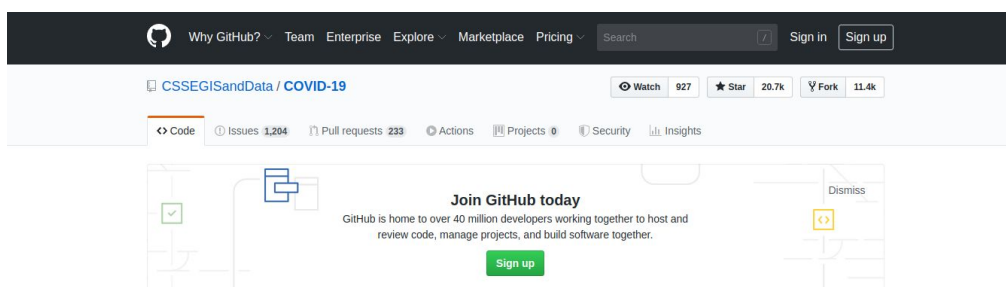 Why GitHub? Team Enterprise Explore Marketplace Pricing Search / Sign in Sign up
CSSEGISandData / COVID-19 Watch 927 Star 20.7k Fork 11.4k
Code Issues 1,204 Pull requests 233 Actions Projects 0 Security Insights
Join GitHub today
Dismiss
GitHub is home to over 40 million developers working together to host and
review code, manage projects, and build software together.
Sign up